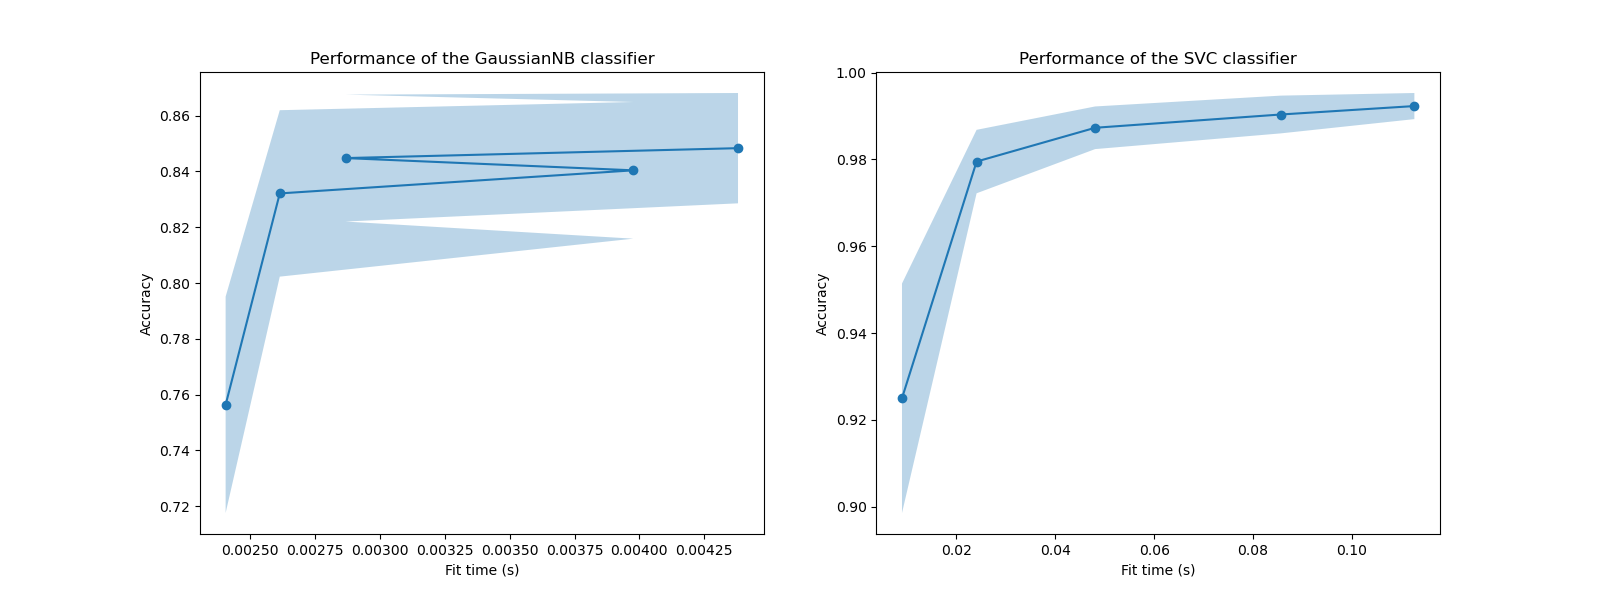 Performance of the GaussianNB classifier
0.86
0.84
0.82
0.80
0.78
0.76
0.74
0.72
Accuracy
0.00250 0.00275 0.00300 0.00325 0.00350 0.00375 0.00400 0.00425
Fit time (s)
Performance of the SVC classifier
1.00
0.98
0.96
0.94
0.92
0.90
Accuracy
0.02 0.04 0.06 0.08 0.10
Fit time (s)